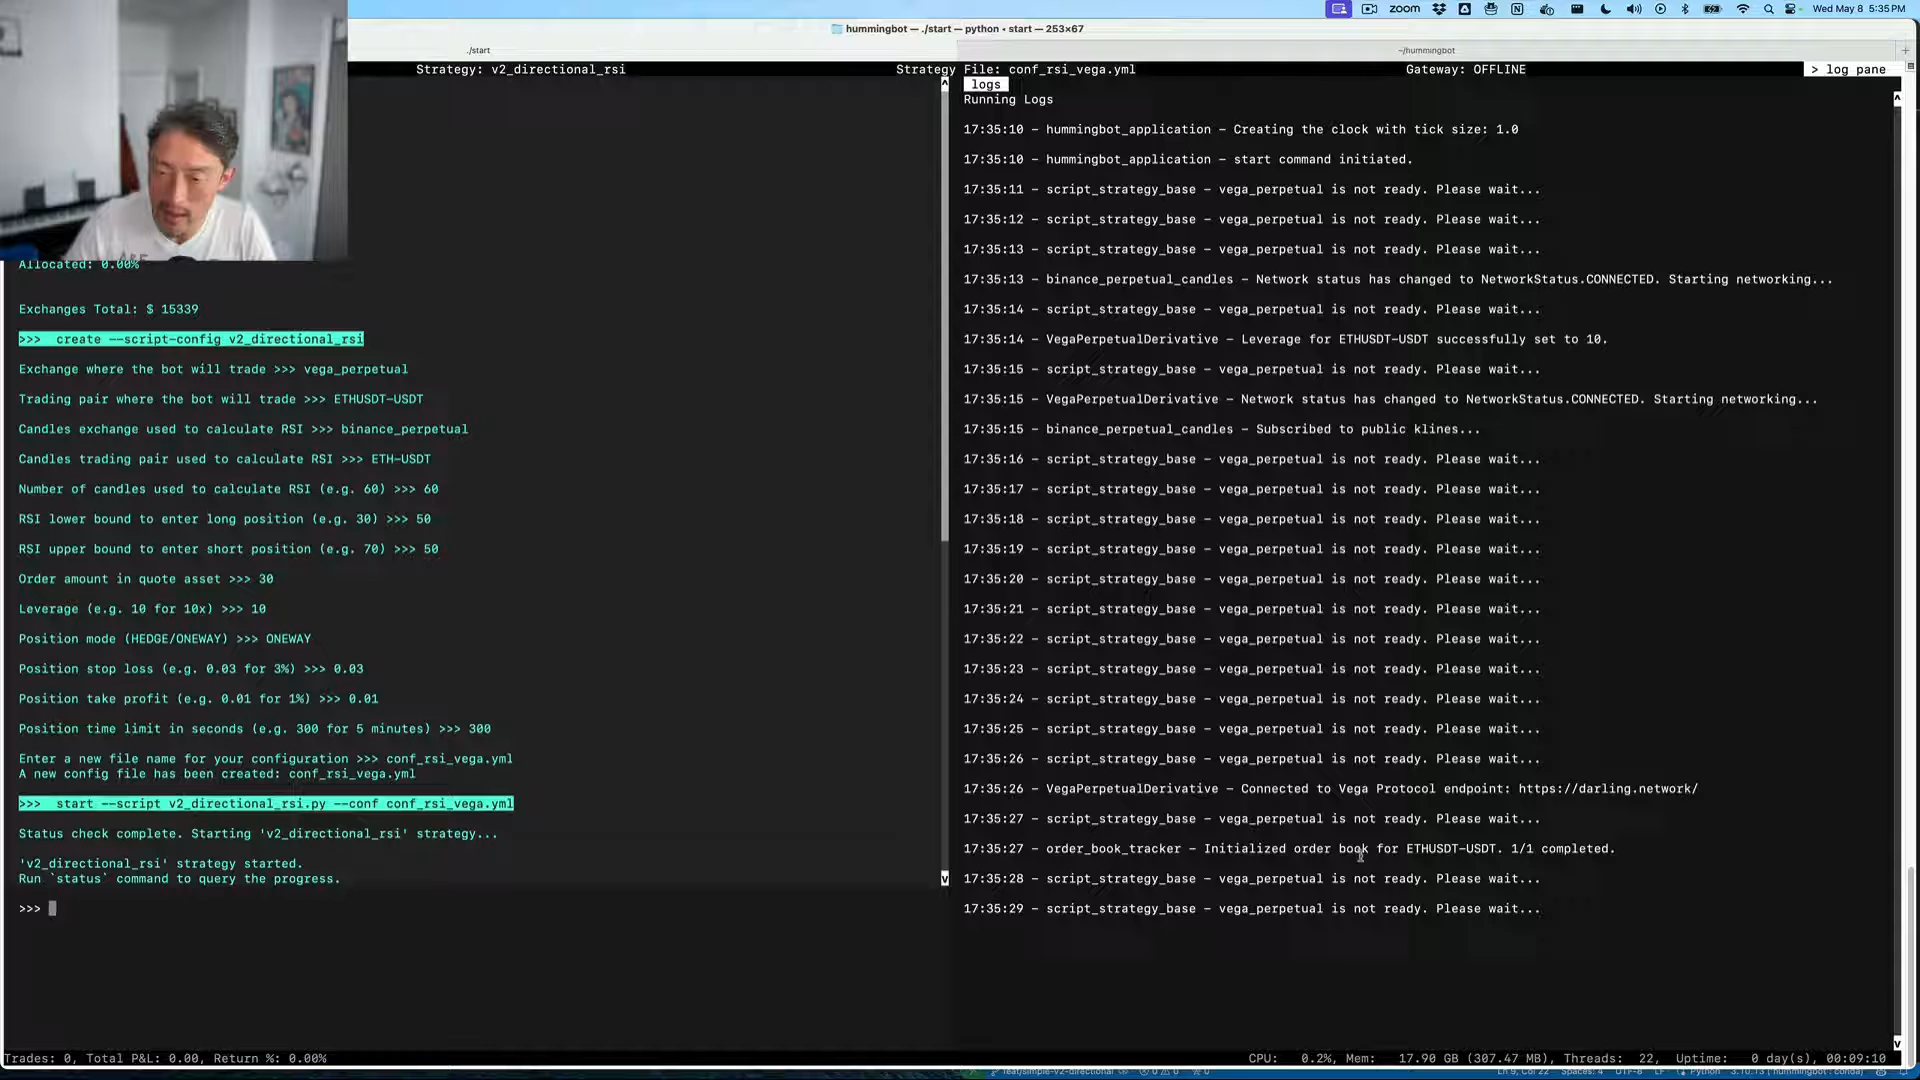 zoom
Wed May 8 5:35PM
hummingbot — ./start — python • start — 253×67
./start
~/hummingbot
Strategy: v2_directional_rsi
Strategy File: conf_rsi_vega.yml
Gateway: OFFLINE
> log pane
Allocated: 0.00%
Exchanges Total: $ 15339
>>> create --script-config v2_directional_rsi
Exchange where the bot will trade >>> vega_perpetual
Trading pair where the bot will trade >>> ETHUSDT-USDT
Candles exchange used to calculate RSI >>> binance_perpetual
Candles trading pair used to calculate RSI >>> ETH-USDT
Number of candles used to calculate RSI (e.g. 60) >>> 60
RSI lower bound to enter long position (e.g. 30) >>> 50
RSI upper bound to enter short position (e.g. 70) >>> 50
Order amount in quote asset >>> 30
Leverage (e.g. 10 for 10x) >>> 10
Position mode (HEDGE/ONEWAY) >>> ONEWAY
Position stop loss (e.g. 0.03 for 3%) >>> 0.03
Position take profit (e.g. 0.01 for 1%) >>> 0.01
Position time limit in seconds (e.g. 300 for 5 minutes) >>> 300
Enter a new file name for your configuration >>> conf_rsi_vega.yml
A new config file has been created: conf_rsi_vega.yml
>>> start --script v2_directional_rsi.py --conf conf_rsi_vega.yml
Status check complete. Starting 'v2_directional_rsi' strategy...
'v2_directional_rsi' strategy started.
Run `status` command to query the progress.
>>>
logs
Running Logs
17:35:10 - hummingbot_application - Creating the clock with tick size: 1.0
17:35:10 - hummingbot_application - start command initiated.
17:35:11 - script_strategy_base - vega_perpetual is not ready. Please wait...
17:35:12 - script_strategy_base - vega_perpetual is not ready. Please wait...
17:35:13 - script_strategy_base - vega_perpetual is not ready. Please wait...
17:35:13 - binance_perpetual_candles - Network status has changed to NetworkStatus.CONNECTED. Starting networking...
17:35:14 - script_strategy_base - vega_perpetual is not ready. Please wait...
17:35:14 - VegaPerpetualDerivative - Leverage for ETHUSDT-USDT successfully set to 10.
17:35:15 - script_strategy_base - vega_perpetual is not ready. Please wait...
17:35:15 - VegaPerpetualDerivative - Network status has changed to NetworkStatus.CONNECTED. Starting networking...
17:35:15 - binance_perpetual_candles - Subscribed to public klines...
17:35:16 - script_strategy_base - vega_perpetual is not ready. Please wait...
17:35:17 - script_strategy_base - vega_perpetual is not ready. Please wait...
17:35:18 - script_strategy_base - vega_perpetual is not ready. Please wait...
17:35:19 - script_strategy_base - vega_perpetual is not ready. Please wait...
17:35:20 - script_strategy_base - vega_perpetual is not ready. Please wait...
17:35:21 - script_strategy_base - vega_perpetual is not ready. Please wait...
17:35:22 - script_strategy_base - vega_perpetual is not ready. Please wait...
17:35:23 - script_strategy_base - vega_perpetual is not ready. Please wait...
17:35:24 - script_strategy_base - vega_perpetual is not ready. Please wait...
17:35:25 - script_strategy_base - vega_perpetual is not ready. Please wait...
17:35:26 - script_strategy_base - vega_perpetual is not ready. Please wait...
17:35:26 - VegaPerpetualDerivative - Connected to Vega Protocol endpoint: https://darling.network/
17:35:27 - script_strategy_base - vega_perpetual is not ready. Please wait...
17:35:27 - order_book_tracker - Initialized order book for ETHUSDT-USDT. 1/1 completed.
17:35:28 - script_strategy_base - vega_perpetual is not ready. Please wait...
17:35:29 - script_strategy_base - vega_perpetual is not ready. Please wait...
Trades: 0, Total P&L: 0.00, Return %: 0.00%
CPU: 0.2%, Mem: 17.90 GB (307.47 MB), Threads: 22, Uptime: 0 day(s), 00:09:10